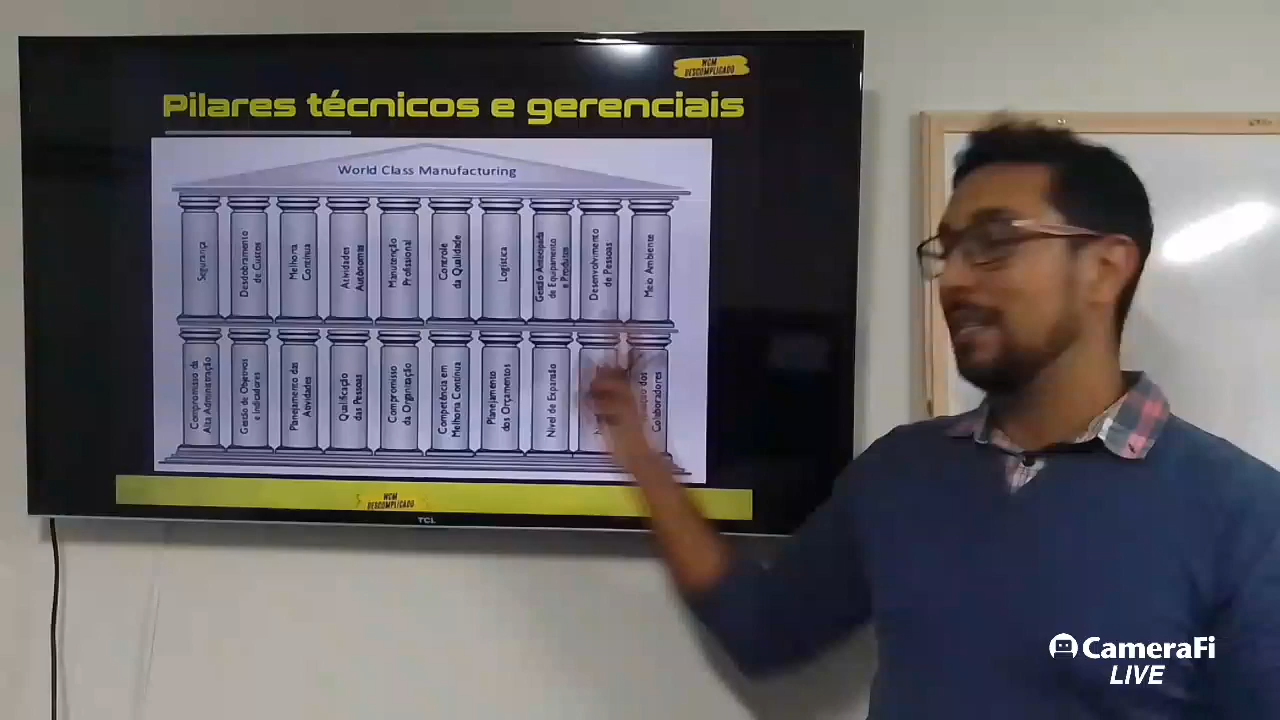 WCM
DESCOMPLICADO
Pilares técnicos e gerenciais
World Class Manufacturing
Segurança
Desdobramento
de Custos
Melhoria
Contínua
Atividades
Autônomas
Manutenção
Profissional
Controle
da Qualidade
Logística
Gestão Antecipada
de Equipamento
e Produtos
Desenvolvimento
de Pessoas
Meio Ambiente
Compromisso da
Alta Administração
Gestão de Objetivos
e Indicadores
Planejamento das
Atividades
Qualificação
das Pessoas
Compromisso
da Organização
Competência em
Melhoria Contínua
Planejamento
dos Orçamentos
Nível de Expansão
dos
Colaboradores
WCM
DESCOMPLICADO
TCL
CameraFi
LIVE